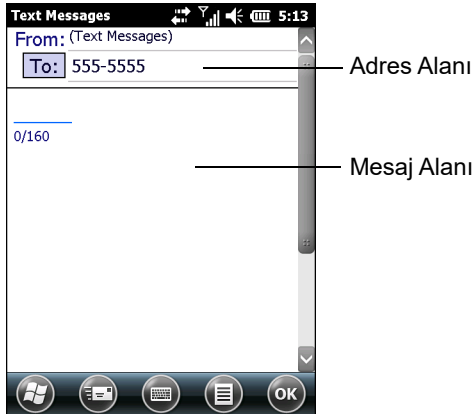 Text Messages 5:13
From: (Text Messages)
To: 555-5555
Adres Alanı
0/160
Mesaj Alanı
OK